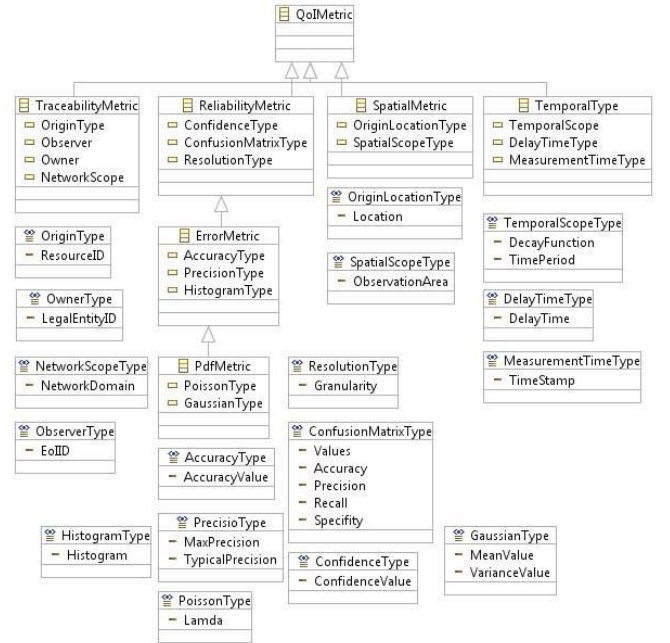 QoIMetric
TraceabilityMetric
OriginType
Observer
Owner
NetworkScope
ReliabilityMetric
ConfidenceType
ConfusionMatrixType
ResolutionType
SpatialMetric
OriginLocationType
SpatialScopeType
TemporalType
TemporalScope
DelayTimeType
MeasurementTimeType
OriginType
ResourceID
OwnerType
LegalEntityID
NetworkScopeType
NetworkDomain
ObserverType
EoIID
ErrorMetric
AccuracyType
PrecisionType
HistogramType
PdfMetric
PoissonType
GaussianType
OriginLocationType
Location
SpatialScopeType
ObservationArea
TemporalScopeType
DecayFunction
TimePeriod
DelayTimeType
DelayTime
MeasurementTimeType
TimeStamp
ResolutionType
Granularity
AccuracyType
AccuracyValue
ConfusionMatrixType
Values
Accuracy
Precision
Recall
Specifity
HistogramType
Histogram
PrecisioType
MaxPrecision
TypicalPrecision
ConfidenceType
ConfidenceValue
GaussianType
MeanValue
VarianceValue
PoissonType
Lamda